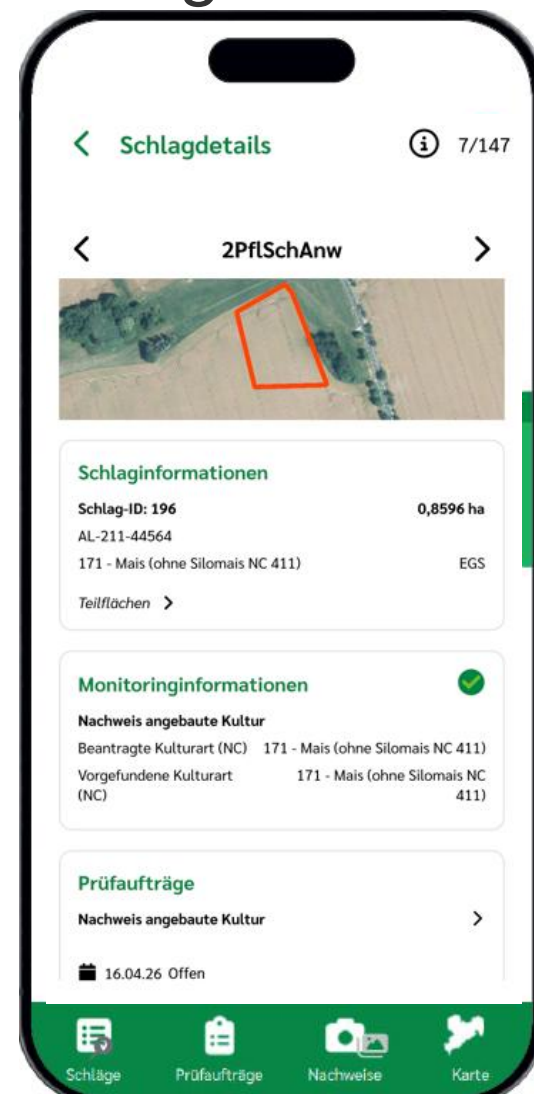 Schlagdetails
7/147
2PflSchAnw
Schlaginformationen
Schlag-ID: 196 0,8596 ha
AL-211-44564
171 - Mais (ohne Silomais NC 411) EGS
Teilflächen
Monitoringinformationen
Nachweis angebaute Kultur
Beantragte Kulturart (NC) 171 - Mais (ohne Silomais NC 411)
Vorgefundene Kulturart 171 - Mais (ohne Silomais NC
(NC) 411)
Prüfaufträge
Nachweis angebaute Kultur
16.04.26 Offen
Schläge Prüfaufträge Nachweise Karte